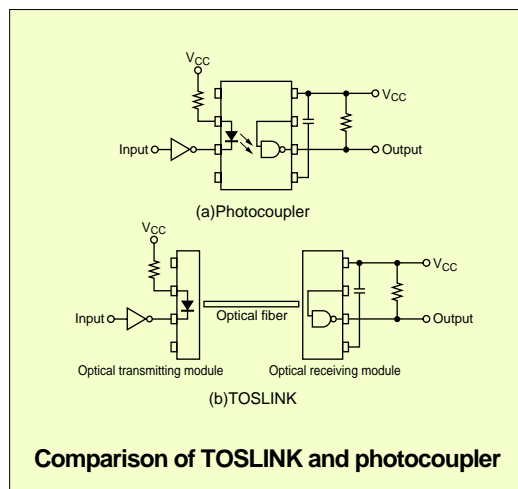 VCC
VCC
Input
Output
(a)Photocoupler
VCC
VCC
Input
Optical fiber
Output
Optical transmitting module
Optical receiving module
(b)TOSLINK
Comparison of TOSLINK and photocoupler